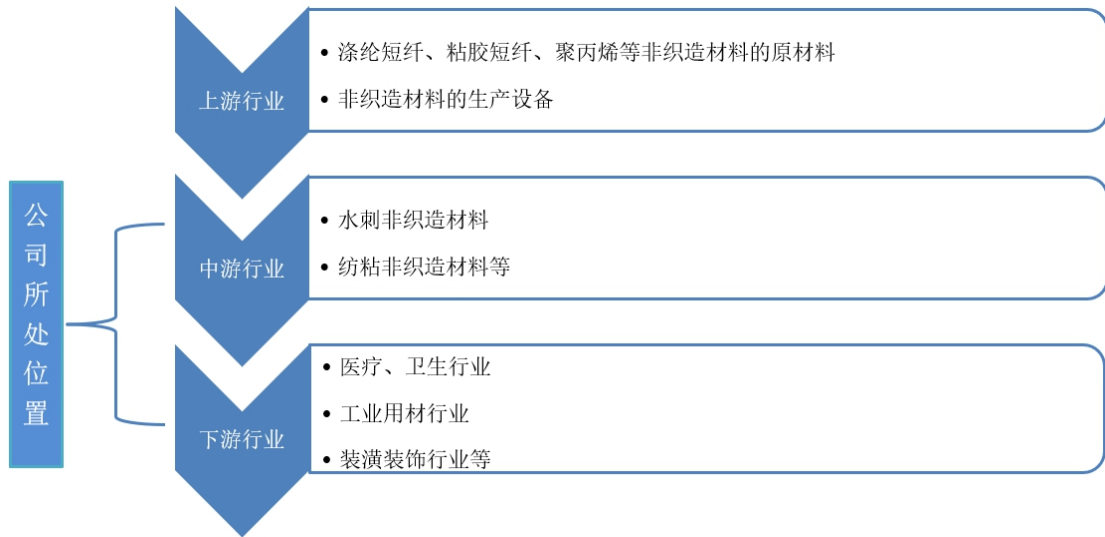 上游行业
• 涤纶短纤、粘胶短纤、聚丙烯等非织造材料的原材料
• 非织造材料的生产设备
公司所处位置
中游行业
• 水刺非织造材料
• 纺粘非织造材料等
下游行业
• 医疗、卫生行业
• 工业用材行业
• 装潢装饰行业等